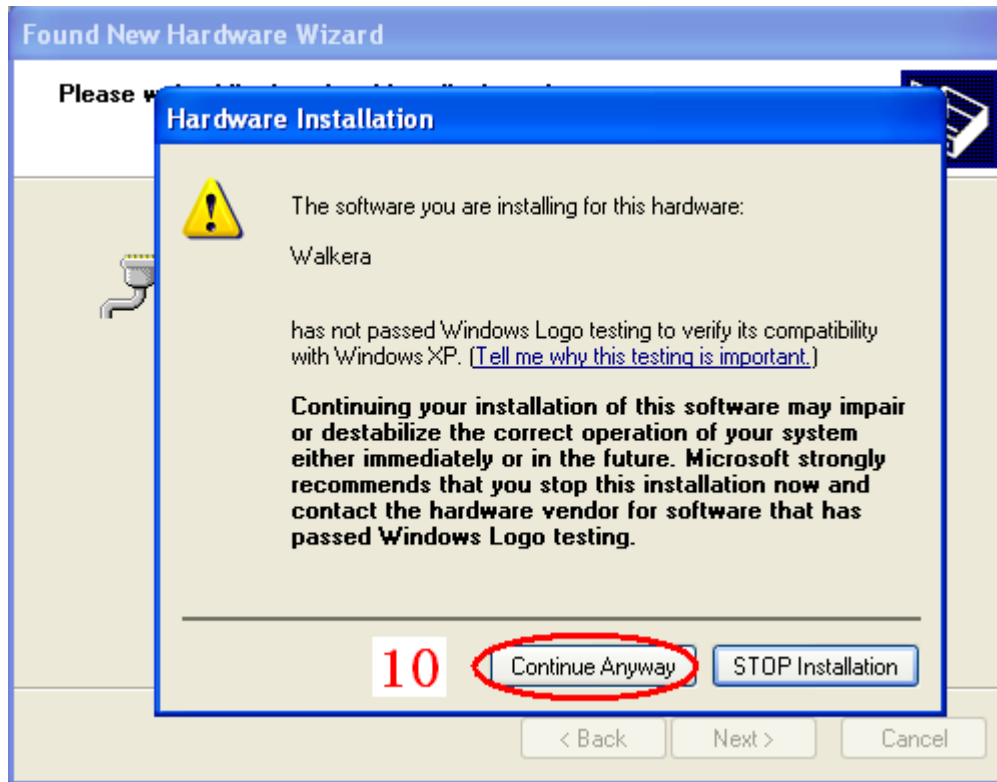 Found New Hardware Wizard
Please
Hardware Installation
The software you are installing for this hardware:
Walkera
has not passed Windows Logo testing to verify its compatibility
with Windows XP. (Tell me why this testing is important.)
Continuing your installation of this software may impair
or destabilize the correct operation of your system
either immediately or in the future. Microsoft strongly
recommends that you stop this installation now and
contact the hardware vendor for software that has
passed Windows Logo testing.
10 Continue Anyway STOP Installation
< Back Next > Cancel